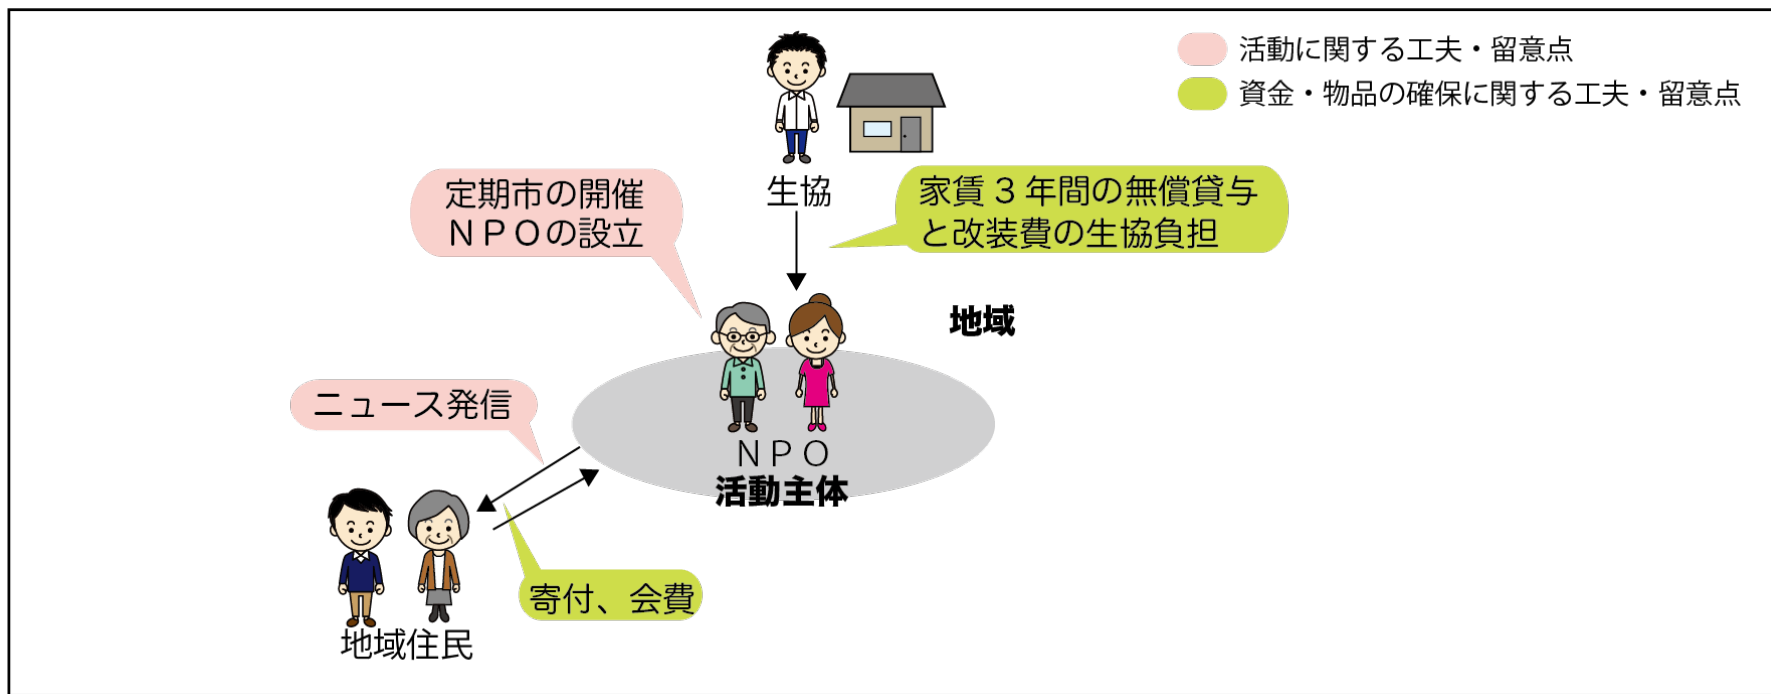 活動に関する工夫・留意点
資金・物品の確保に関する工夫・留意点
生協
定期市の開催
ＮＰＯの設立
家賃３年間の無償貸与
と改装費の生協負担
地域
ニュース発信
ＮＰＯ
活動主体
寄付、会費
地域住民